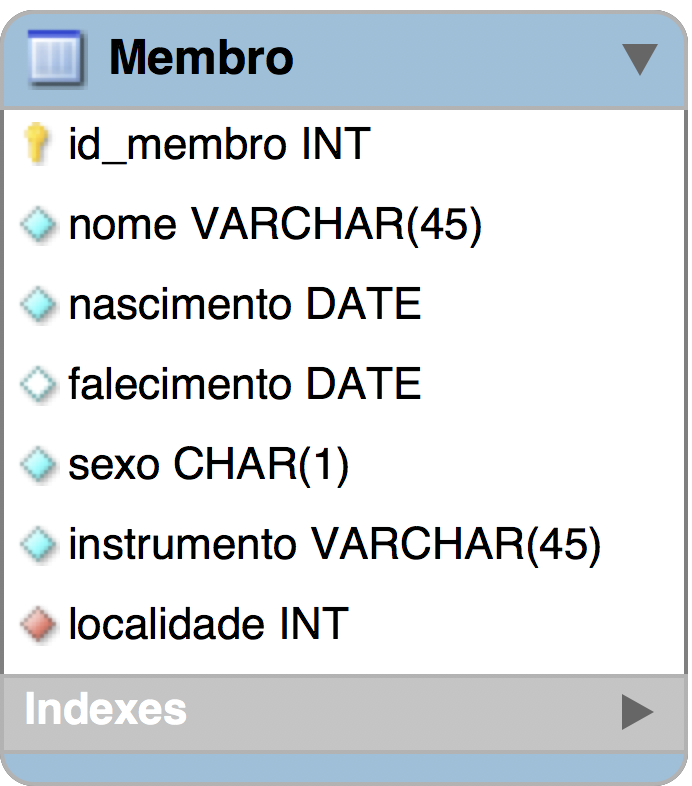 Membro
id_membro INT
nome VARCHAR(45)
nascimento DATE
falecimento DATE
sexo CHAR(1)
instrumento VARCHAR(45)
localidade INT
Indexes